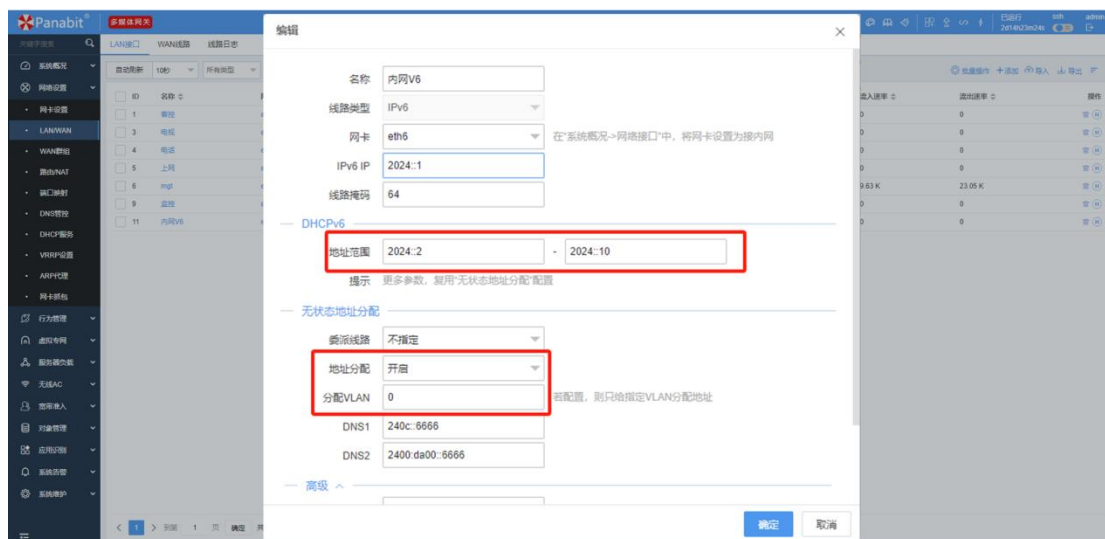 Panabit®
多媒体网关
已运行
2d14h23m24s
ssh
admin
LAN接口 WAN线路 线路日志
自动刷新 10秒 所有类型
批量操作 +添加 导入 导出
ID 名称
流入速率 流出速率 操作
1 音控 0 0
3 电视 0 0
4 电话 0 0
5 上网 0 0
6 mgt 9.63 K 23.05 K
9 监控 0 0
11 内网V6 0 0
系统概况
网络设置
网卡设置
LAN/WAN
WAN群组
路由/NAT
端口映射
DNS管控
DHCP服务
VRRP设置
ARP代理
网卡抓包
行为管理
虚拟专网
服务器负载
无线AC
宽带准入
对象管理
应用识别
系统告警
系统维护
编辑
名称 内网V6
线路类型 IPv6
网卡 eth6 在"系统概况->网络接口"中，将网卡设置为接内网
IPv6 IP 2024::1
线路掩码 64
DHCPv6
地址范围 2024::2 - 2024::10
提示 更多参数，复用"无状态地址分配"配置
无状态地址分配
委派线路 不指定
地址分配 开启
分配VLAN 0 若配置，则只给指定VLAN分配地址
DNS1 240c::6666
DNS2 2400:da00::6666
高级
确定 取消
1 到第 1 页 确定